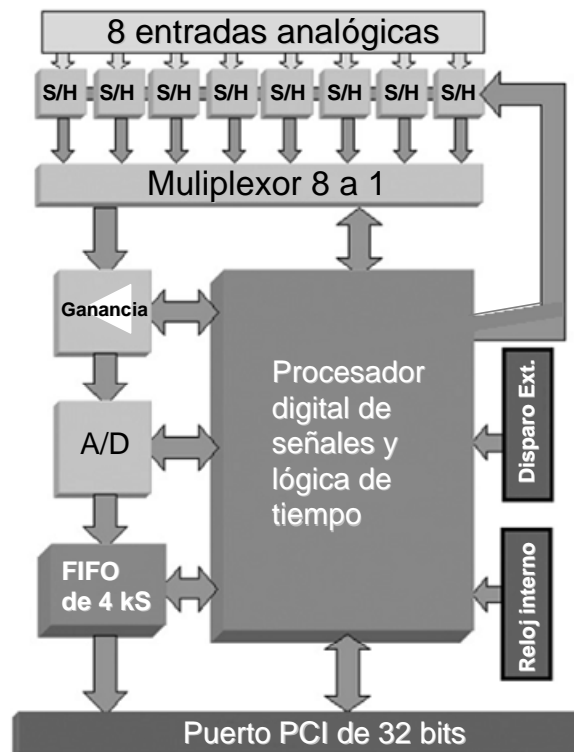 8 entradas analógicas
S/H S/H S/H S/H S/H S/H S/H S/H
Muliplexor 8 a 1
Ganancia
Procesador
digital de
señales y
lógica de
tiempo
Disparo Ext.
A/D
FIFO
de 4 kS
Reloj interno
Puerto PCI de 32 bits